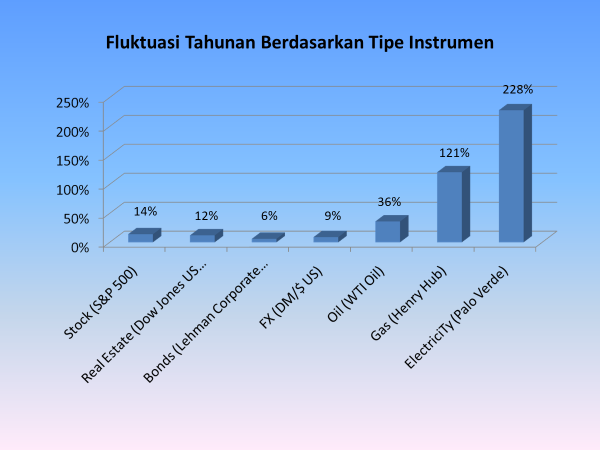 Fluktuasi Tahunan Berdasarkan Tipe Instrumen
250%
200%
150%
100%
50%
0%
14%
12%
6%
9%
36%
121%
228%
Stock (S&P 500)
Real Estate (Dow Jones US...
Bonds (Lehman Corporate...
FX (DM/$ US)
Oil (WTI Oil)
Gas (Henry Hub)
ElectriciTy (Palo Verde)